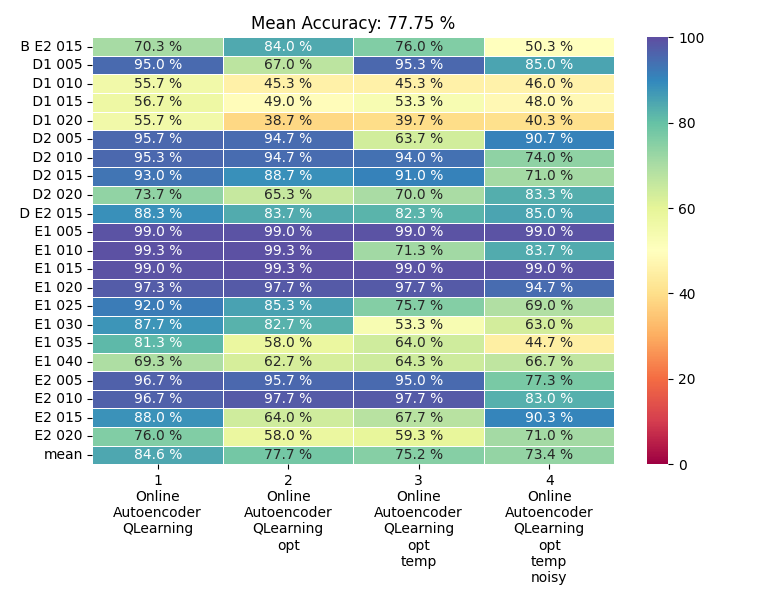 Mean Accuracy: 77.75 %
B E2 015 70.3 % 84.0 % 76.0 % 50.3 %
D1 005 95.0 % 67.0 % 95.3 % 85.0 %
D1 010 55.7 % 45.3 % 45.3 % 46.0 %
D1 015 56.7 % 49.0 % 53.3 % 48.0 %
D1 020 55.7 % 38.7 % 39.7 % 40.3 %
D2 005 95.7 % 94.7 % 63.7 % 90.7 %
D2 010 95.3 % 94.7 % 94.0 % 74.0 %
D2 015 93.0 % 88.7 % 91.0 % 71.0 %
D2 020 73.7 % 65.3 % 70.0 % 83.3 %
D E2 015 88.3 % 83.7 % 82.3 % 85.0 %
E1 005 99.0 % 99.0 % 99.0 % 99.0 %
E1 010 99.3 % 99.3 % 71.3 % 83.7 %
E1 015 99.0 % 99.3 % 99.0 % 99.0 %
E1 020 97.3 % 97.7 % 97.7 % 94.7 %
E1 025 92.0 % 85.3 % 75.7 % 69.0 %
E1 030 87.7 % 82.7 % 53.3 % 63.0 %
E1 035 81.3 % 58.0 % 64.0 % 44.7 %
E1 040 69.3 % 62.7 % 64.3 % 66.7 %
E2 005 96.7 % 95.7 % 95.0 % 77.3 %
E2 010 96.7 % 97.7 % 97.7 % 83.0 %
E2 015 88.0 % 64.0 % 67.7 % 90.3 %
E2 020 76.0 % 58.0 % 59.3 % 71.0 %
mean 84.6 % 77.7 % 75.2 % 73.4 %
1 2 3 4
Online Online Online Online
Autoencoder Autoencoder Autoencoder Autoencoder
QLearning QLearning QLearning QLearning
opt opt opt
temp temp
noisy
100
80
60
40
20
0